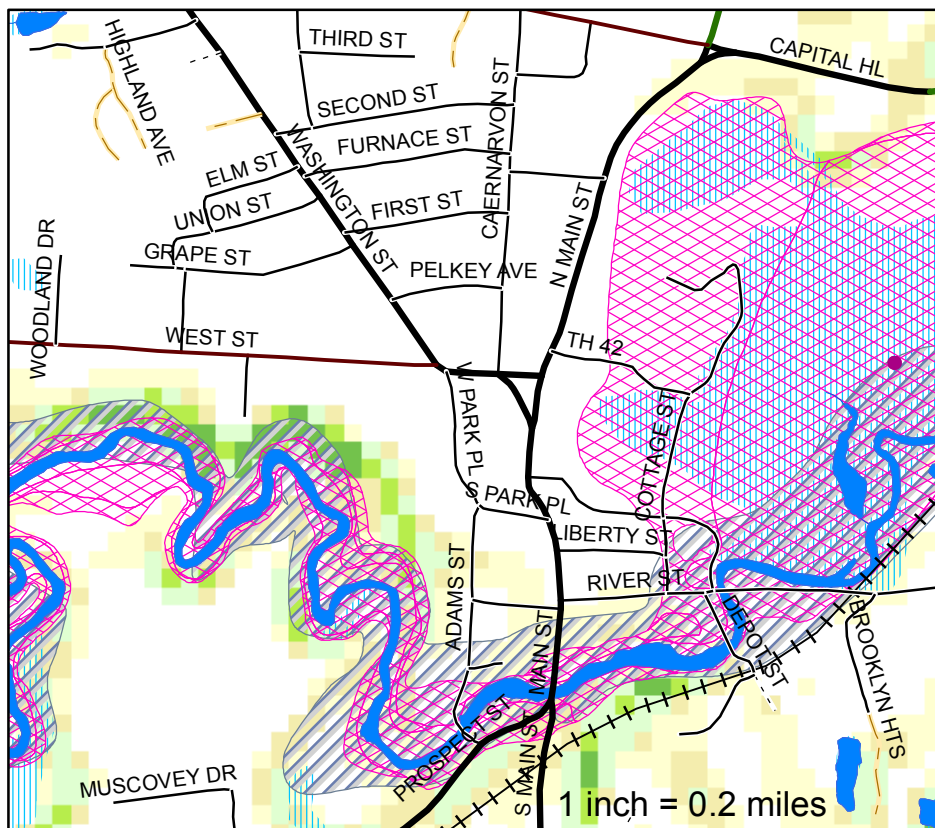 HIGHLAND AVE
THIRD ST
CAPITAL HL
SECOND ST
CAERNARVON ST
WASHINGTON ST
FURNACE ST
ELM ST
UNION ST
FIRST ST
N MAIN ST
GRAPE ST
PELKEY AVE
WOODLAND DR
WEST ST
TH 42
W PARK PL
COTTAGE ST
S PARK PL
LIBERTY ST
RIVER ST
ADAMS ST
MAIN ST
DEPOT ST
BROOKLYN HTS
PROSPECT ST
S MAIN ST
MUSCOVEY DR
1 inch = 0.2 miles